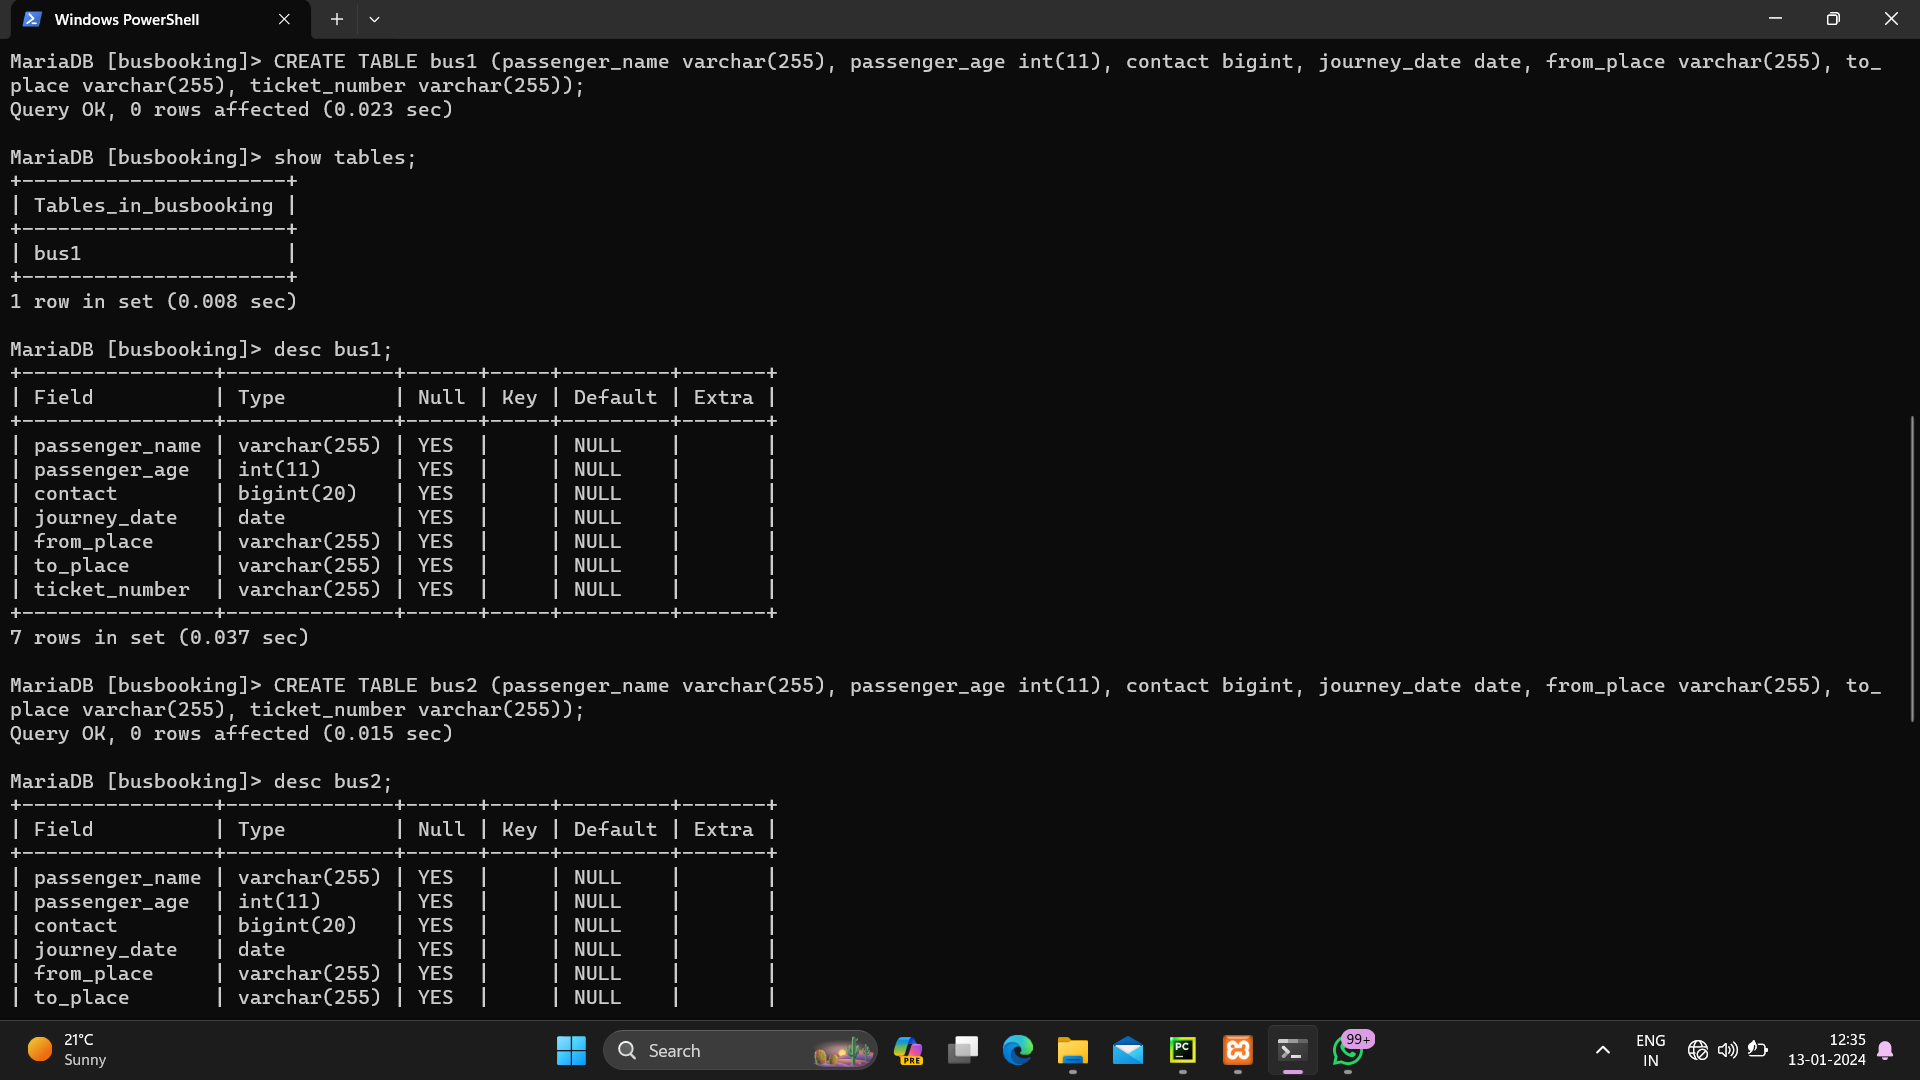 Windows PowerShell
MariaDB [busbooking]> CREATE TABLE bus1 (passenger_name varchar(255), passenger_age int(11), contact bigint, journey_date date, from_place varchar(255), to_
place varchar(255), ticket_number varchar(255));
Query OK, 0 rows affected (0.023 sec)
MariaDB [busbooking]> show tables;
+----------------------+
| Tables_in_busbooking |
+----------------------+
| bus1                 |
+----------------------+
1 row in set (0.008 sec)
MariaDB [busbooking]> desc bus1;
+----------------+--------------+------+-----+---------+-------+
| Field          | Type         | Null | Key | Default | Extra |
+----------------+--------------+------+-----+---------+-------+
| passenger_name | varchar(255) | YES  |     | NULL    |       |
| passenger_age  | int(11)      | YES  |     | NULL    |       |
| contact        | bigint(20)   | YES  |     | NULL    |       |
| journey_date   | date         | YES  |     | NULL    |       |
| from_place     | varchar(255) | YES  |     | NULL    |       |
| to_place       | varchar(255) | YES  |     | NULL    |       |
| ticket_number  | varchar(255) | YES  |     | NULL    |       |
+----------------+--------------+------+-----+---------+-------+
7 rows in set (0.037 sec)
MariaDB [busbooking]> CREATE TABLE bus2 (passenger_name varchar(255), passenger_age int(11), contact bigint, journey_date date, from_place varchar(255), to_
place varchar(255), ticket_number varchar(255));
Query OK, 0 rows affected (0.015 sec)
MariaDB [busbooking]> desc bus2;
+----------------+--------------+------+-----+---------+-------+
| Field          | Type         | Null | Key | Default | Extra |
+----------------+--------------+------+-----+---------+-------+
| passenger_name | varchar(255) | YES  |     | NULL    |       |
| passenger_age  | int(11)      | YES  |     | NULL    |       |
| contact        | bigint(20)   | YES  |     | NULL    |       |
| journey_date   | date         | YES  |     | NULL    |       |
| from_place     | varchar(255) | YES  |     | NULL    |       |
| to_place       | varchar(255) | YES  |     | NULL    |       |
21°C
Sunny
Search
PRE
PC
99+
ENG
IN
12:35
13-01-2024